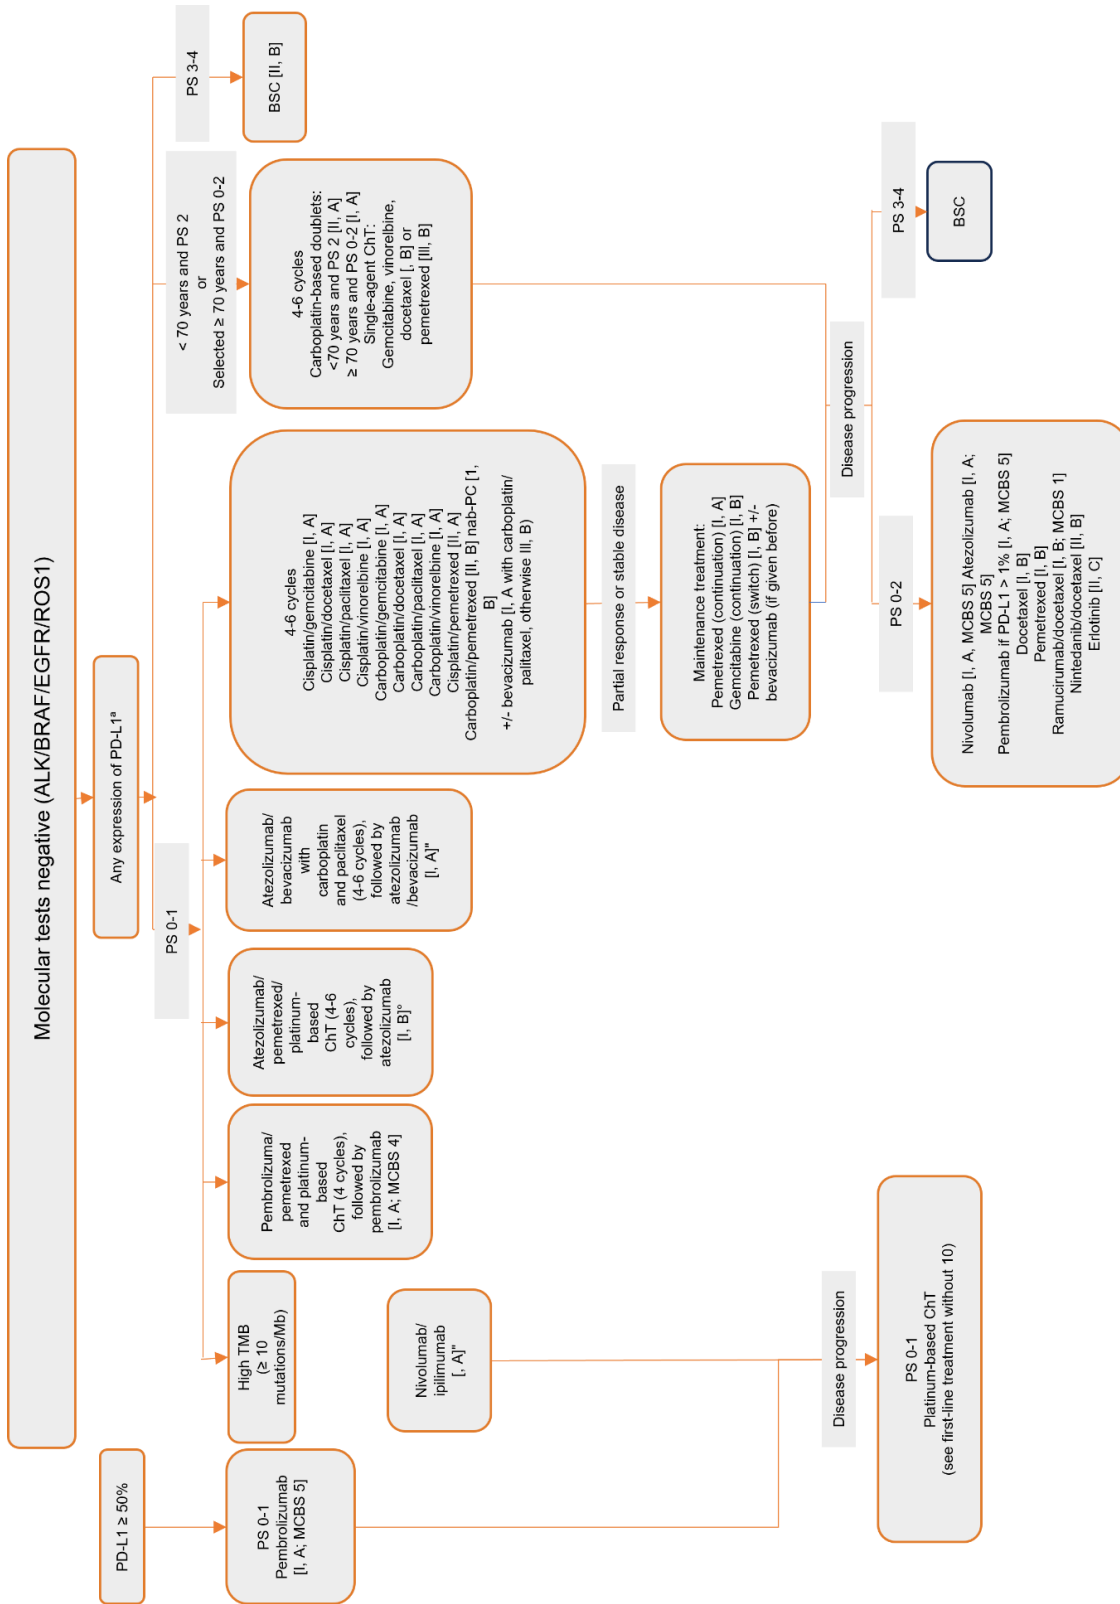 Molecular tests negative (ALK/BRAF/EGFR/ROS1)
PD-L1 ≥ 50%
Any expression of PD-L1ª
PS 0-1
< 70 years and PS 2
or
Selected ≥ 70 years and PS 0-2
PS 3-4
PS 0-1
Pembrolizumab
[I, A; MCBS 5]
High TMB
(≥ 10
mutations/Mb)
Pembrolizuma/
pemetrexed
and platinum-
based
ChT (4 cycles),
followed by
pembrolizumab
[I, A; MCBS 4]
Atezolizumab/
pemetrexed/
platinum-
based
ChT (4-6
cycles),
followed by
atezolizumab
[I, B]°
Atezolizumab/
bevacizumab
with
carboplatin
and paclitaxel
(4-6 cycles),
followed by
atezolizumab
/bevacizumab
[I, A]"
4-6 cycles
Cisplatin/gemcitabine [I, A]
Cisplatin/docetaxel [I, A]
Cisplatin/paclitaxel [I, A]
Cisplatin/vinorelbine [I, A]
Carboplatin/gemcitabine [I, A]
Carboplatin/docetaxel [I, A]
Carboplatin/paclitaxel [I, A]
Carboplatin/vinorelbine [I, A]
Cisplatin/pemetrexed [II, A]
Carboplatin/pemetrexed [II, B] nab-PC [1,
B]
+/- bevacizumab [I, A with carboplatin/
palitaxel, otherwise III, B)
4-6 cycles
Carboplatin-based doublets:
<70 years and PS 2 [II, A]
≥ 70 years and PS 0-2 [I, A]
Single-agent ChT:
Gemcitabine, vinorelbine,
docetaxel [, B] or
pemetrexed [III, B]
BSC [II, B]
Nivolumab/
ipilimumab
[, A]"
Partial response or stable disease
Maintenance treatment:
Pemetrexed (continuation) [I, A]
Gemcitabine (continuation) [I, B]
Pemetrexed (switch) [I, B] +/-
bevacizumab (if given before)
Disease progression
Disease progression
PS 0-2
PS 3-4
PS 0-1
Platinum-based ChT
(see first-line treatment without 10)
Nivolumab [I, A, MCBS 5] Atezolizumab [I, A;
MCBS 5]
Pembrolizumab if PD-L1 > 1% [I, A; MCBS 5]
Docetaxel [I, B]
Pemetrexed [I, B]
Ramucirumab/docetaxel [I, B; MCBS 1]
Nintedanib/docetaxel [II, B]
Erlotinib [II, C]
BSC